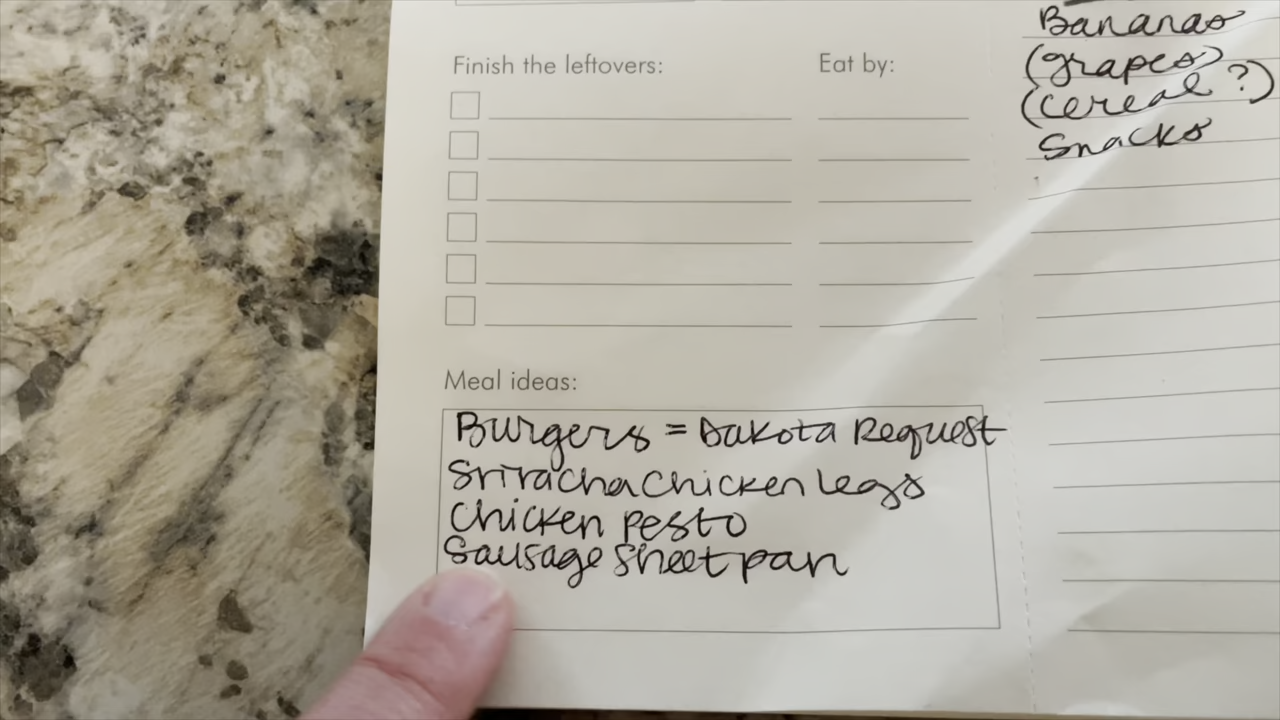 Finish the leftovers:
Eat by:
Meal ideas:
Burgers = Dakota Request
Sriracha Chicken Legs
Chicken Pesto
Sausage Sheet pan
Bananas
(grapes)
(cereal?)
Snacks